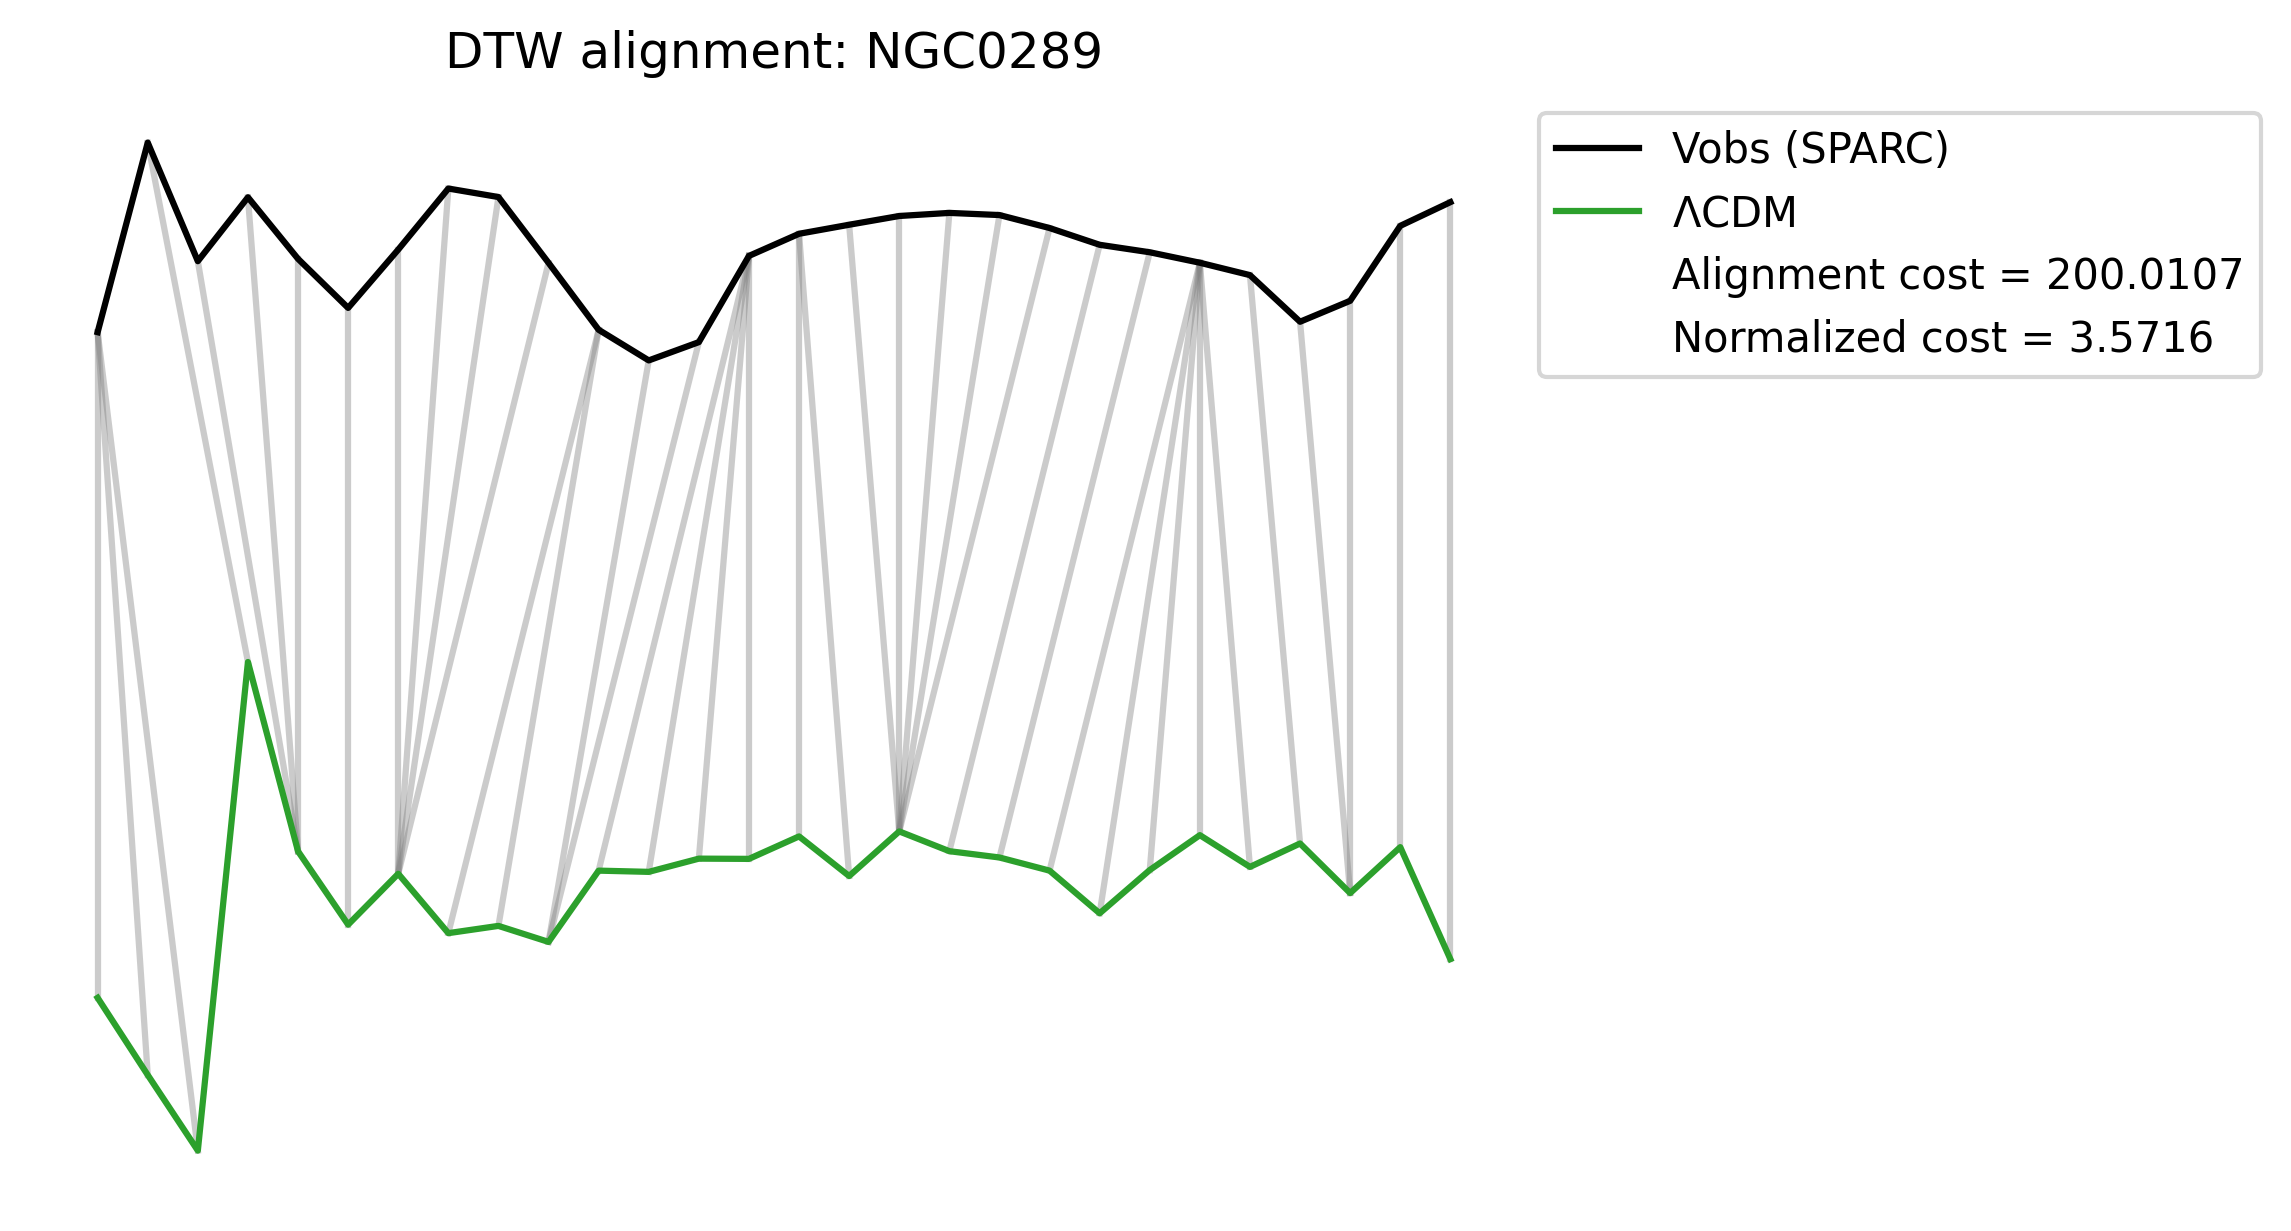 DTW alignment: NGC0289
Vobs (SPARC)
ΛCDM
Alignment cost = 200.0107
Normalized cost = 3.5716